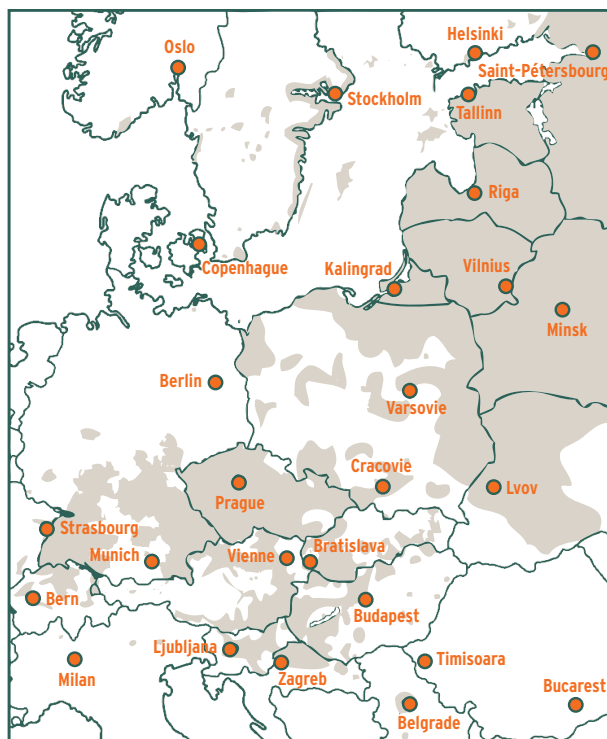 Helsinki
Oslo
Saint-Pétersbourg
Stockholm
Tallinn
Riga
Copenhague
Kalingrad
Vilnius
Minsk
Berlin
Varsovie
Cracovie
Prague
Lvov
Strasbourg
Munich
Vienne
Bratislava
Bern
Budapest
Ljubljana
Milan
Zagreb
Timisoara
Belgrade
Bucarest